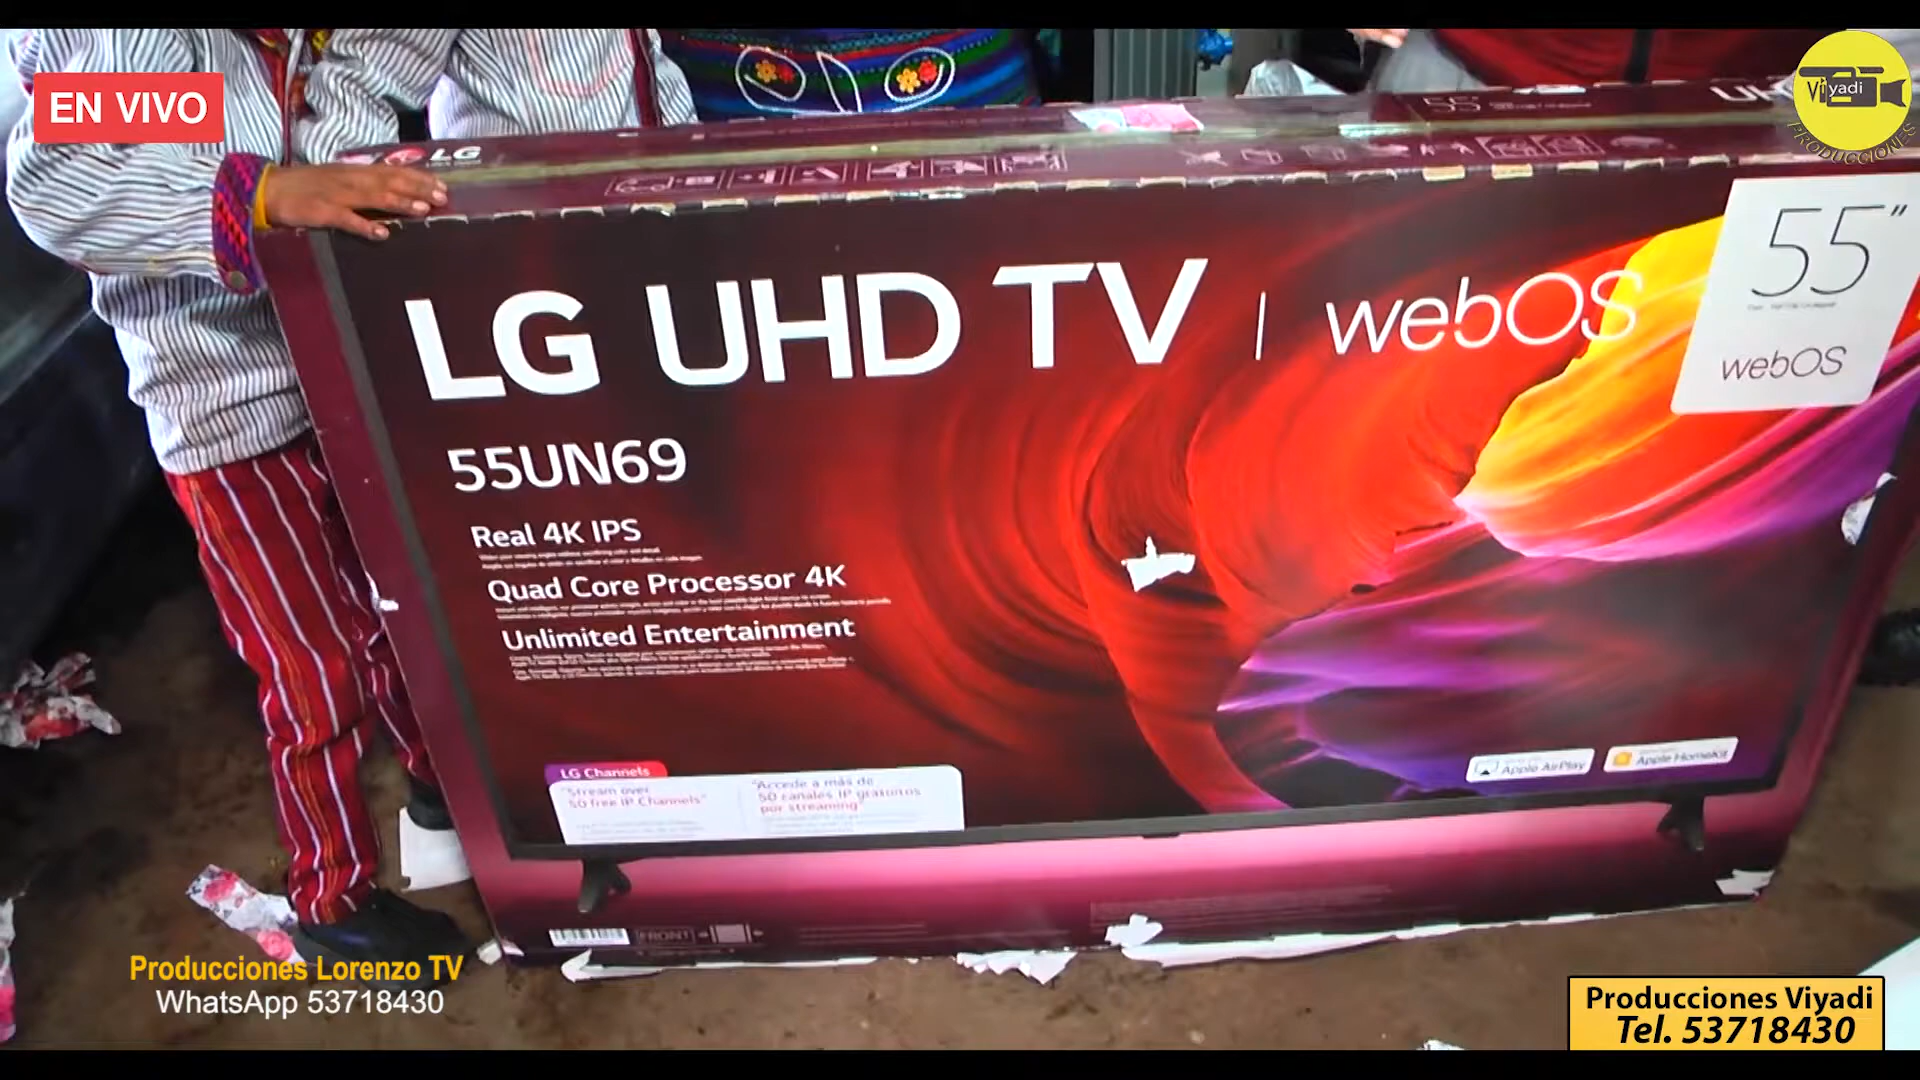 EN VIVO
Viyadi
PRODUCCIONES
LG
55"
LG UHD TV | webOS
55"
webOS
55UN69
Real 4K IPS
Quad Core Processor 4K
Unlimited Entertainment
LG Channels
"Stream over
50 free IP Channels"
"Accede a más de
50 canales IP gratuitos
por streaming"
Apple AirPlay
Apple HomeKit
FRONT
Producciones Lorenzo TV
WhatsApp 53718430
Producciones Viyadi
Tel. 53718430